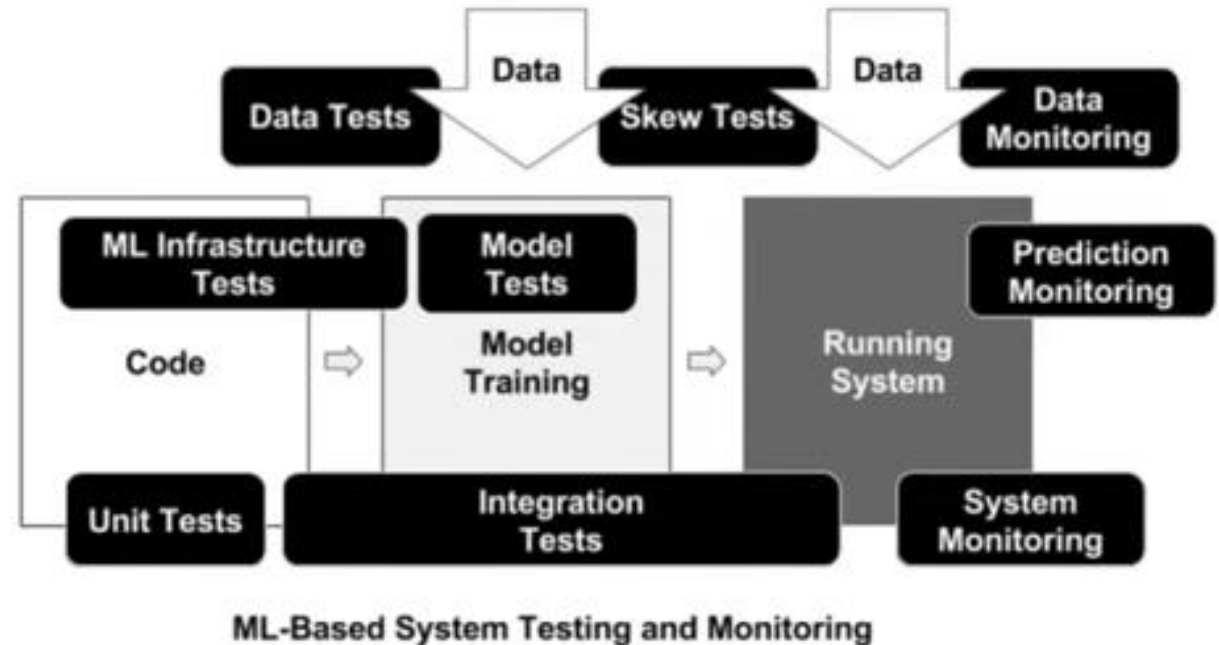 Data
Data
Data Tests
Skew Tests
Data
Monitoring
ML Infrastructure
Tests
Model
Tests
Prediction
Monitoring
Code
Model
Training
Running
System
Unit Tests
Integration
Tests
System
Monitoring
ML-Based System Testing and Monitoring